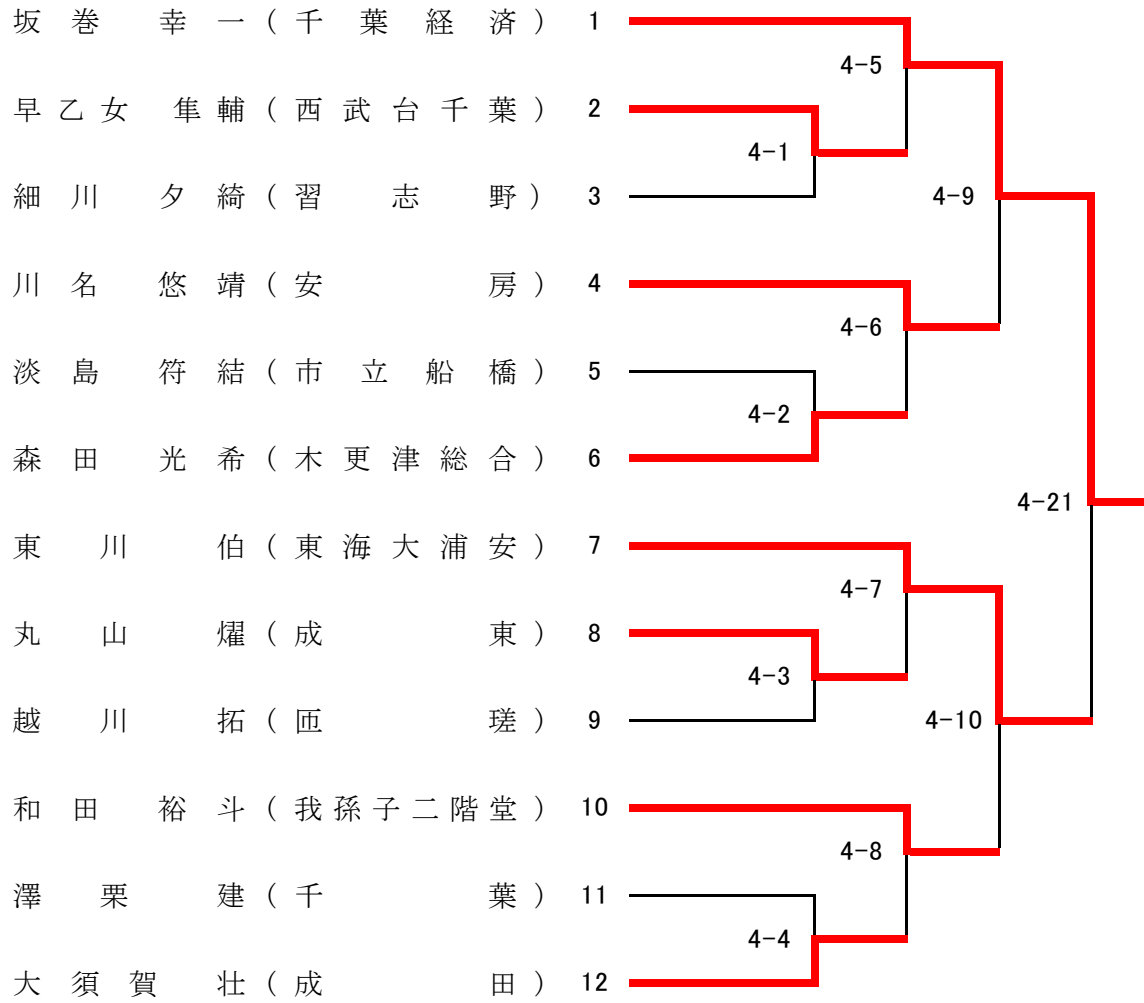 坂巻 幸一(千葉経済) 1
4-5
早乙女 隼輔(西武台千葉) 2
4-1
細川 夕綺(習志野) 3
4-9
川名 悠靖(安房) 4
4-6
淡島 符結(市立船橋) 5
4-2
森田 光希(木更津総合) 6
4-21
東川 伯(東海大浦安) 7
4-7
丸山 燿(成東) 8
4-3
越川 拓(匝瑳) 9
4-10
和田 裕斗(我孫子二階堂) 10
4-8
澤栗 建(千葉) 11
4-4
大須賀 壮(成田) 12